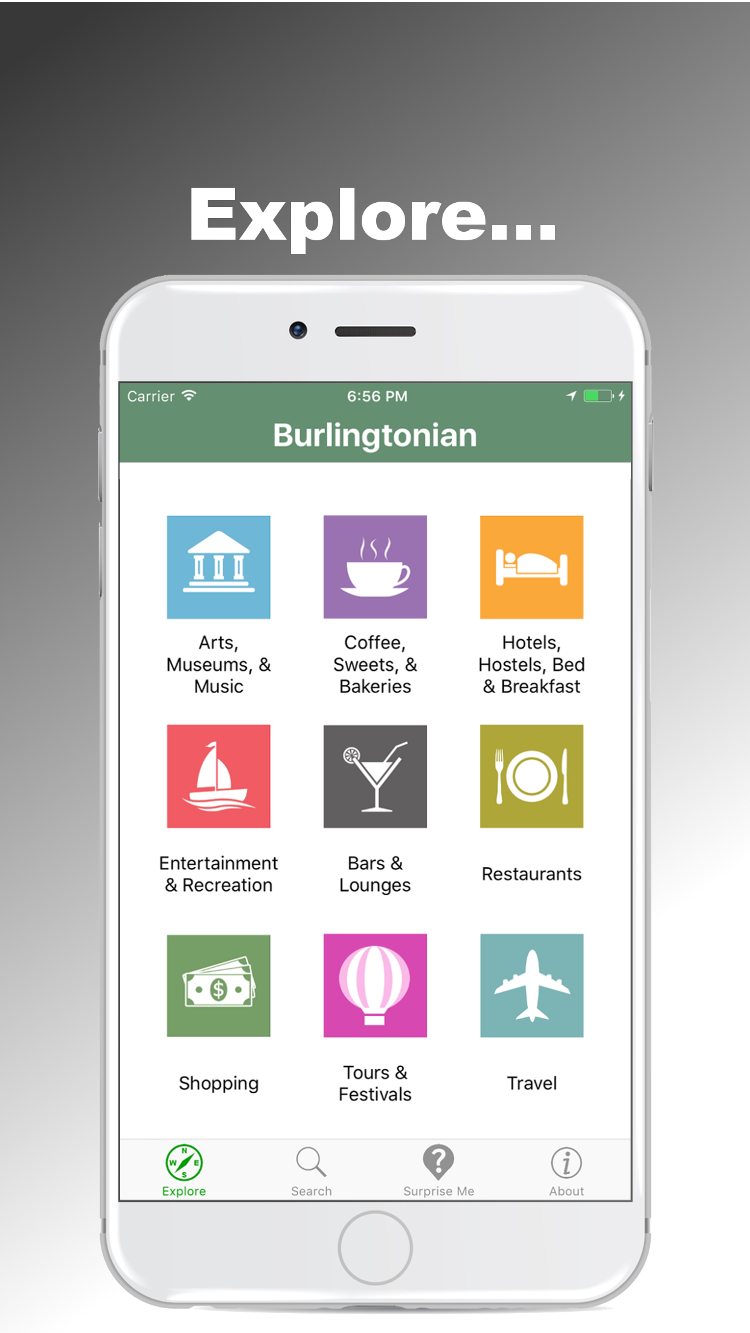 Explore...
Carrier 6:56 PM
Burlingtonian
Arts,
Museums, &
Music
Coffee,
Sweets, &
Bakeries
Hotels,
Hostels, Bed
& Breakfast
Entertainment
& Recreation
Bars &
Lounges
Restaurants
$
Shopping
Tours &
Festivals
Travel
N
W E
S
Explore
Search
?
Surprise Me
i
About